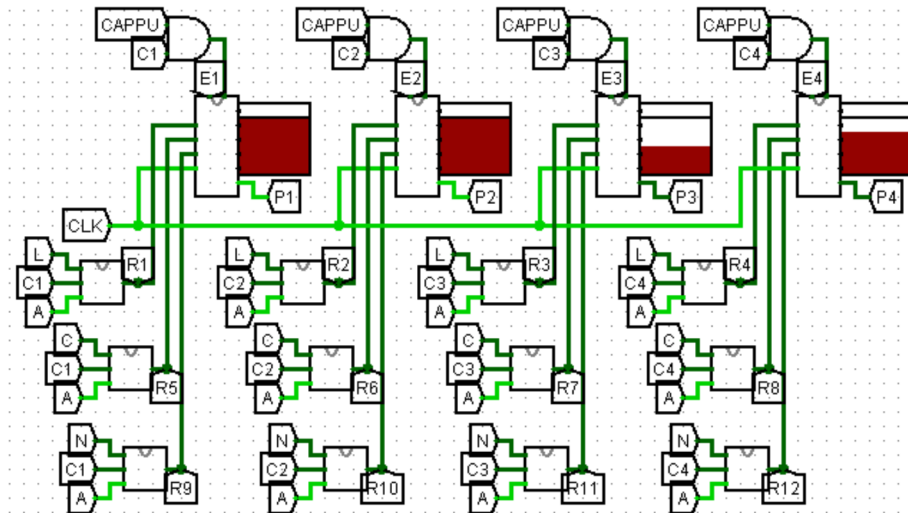 CAPPU CAPPU CAPPU CAPPU
C1 C2 C3 C4
E1 E2 E3 E4
P1 P2 P3 P4
CLK
L R1 L R2 L R3 L R4
C1 C2 C3 C4
A A A A
C C C C
C1 R5 C2 R6 C3 R7 C4 R8
A A A A
N N N N
C1 R9 C2 R10 C3 R11 C4 R12
A A A A